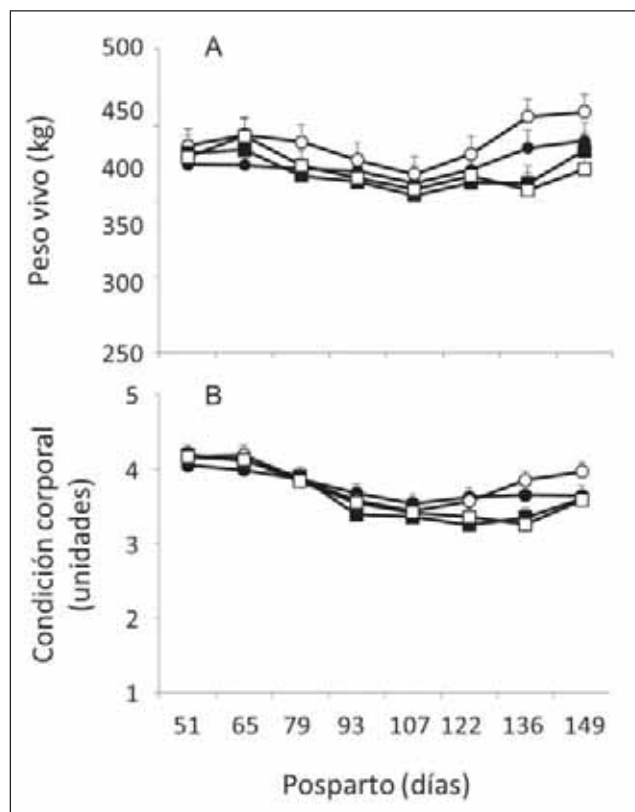 A
500
450
400
350
300
250
Peso vivo (kg)
B
5
4
3
2
1
Condición corporal
(unidades)
51 65 79 93 107 122 136 149
Posparto (días)